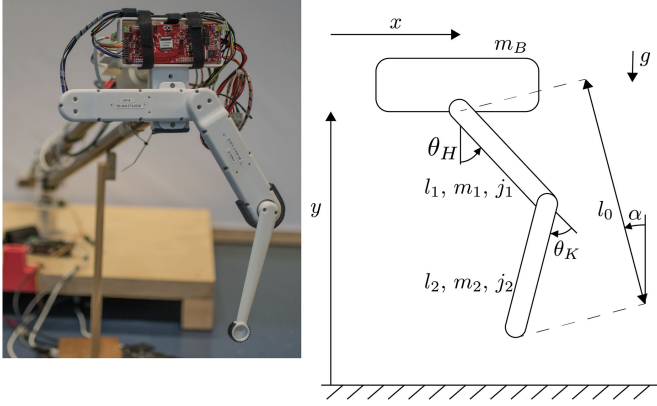 x
m_B
g
θ_H
l_1, m_1, j_1
y
l_0
α
θ_K
l_2, m_2, j_2